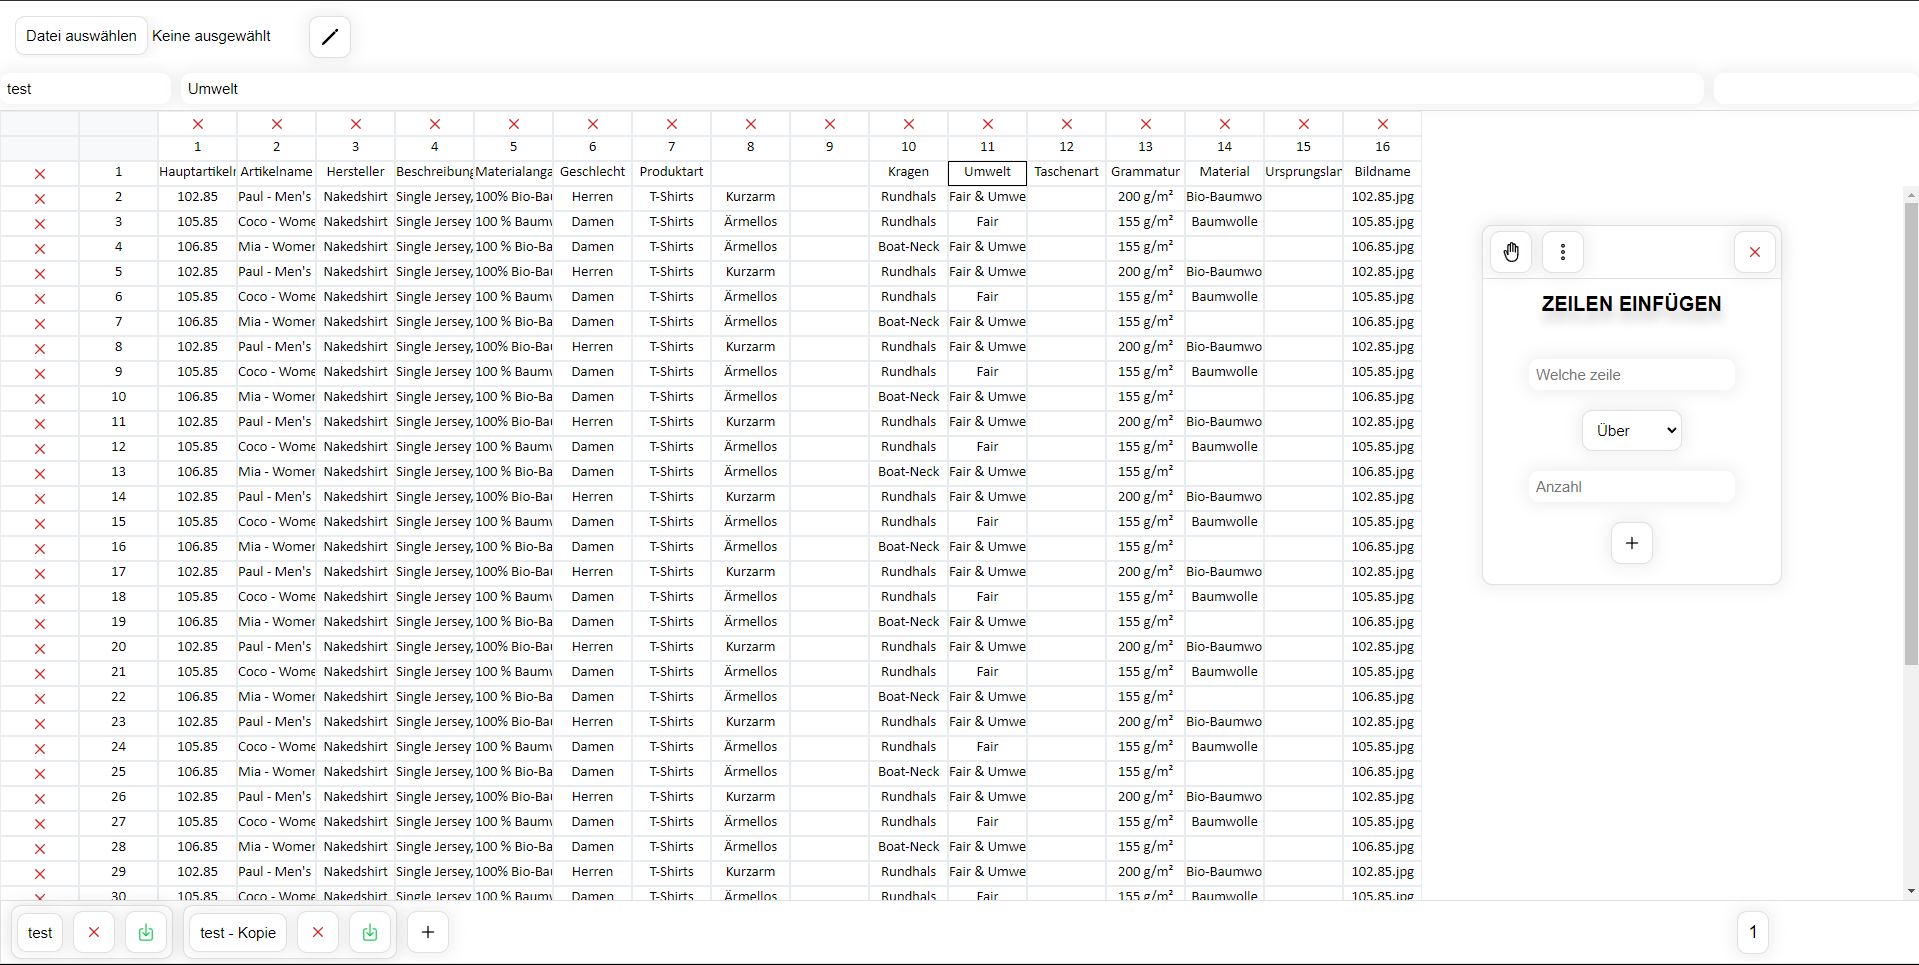 Datei auswählen Keine ausgewählt
test Umwelt
1 2 3 4 5 6 7 8 9 10 11 12 13 14 15 16
1 Hauptartikeln Artikelname Hersteller Beschreibung Materialanga Geschlecht Produktart Kragen Umwelt Taschenart Grammatur Material Ursprungslan Bildname
2 102.85 Paul - Men's Nakedshirt Single Jersey, 100% Bio-Bau Herren T-Shirts Kurzarm Rundhals Fair & Umwe 200 g/m² Bio-Baumwo 102.85.jpg
3 105.85 Coco - Wome Nakedshirt Single Jersey, 100 % Baumw Damen T-Shirts Ärmellos Rundhals Fair 155 g/m² Baumwolle 105.85.jpg
4 106.85 Mia - Women Nakedshirt Single Jersey, 100 % Bio-Ba Damen T-Shirts Ärmellos Boat-Neck Fair & Umwe 155 g/m² 106.85.jpg
5 102.85 Paul - Men's Nakedshirt Single Jersey, 100% Bio-Bau Herren T-Shirts Kurzarm Rundhals Fair & Umwe 200 g/m² Bio-Baumwo 102.85.jpg
6 105.85 Coco - Wome Nakedshirt Single Jersey 100 % Baumw Damen T-Shirts Ärmellos Rundhals Fair 155 g/m² Baumwolle 105.85.jpg
7 106.85 Mia - Women Nakedshirt Single Jersey, 100 % Bio-Ba Damen T-Shirts Ärmellos Boat-Neck Fair & Umwe 155 g/m² 106.85.jpg
8 102.85 Paul - Men's Nakedshirt Single Jersey, 100% Bio-Bau Herren T-Shirts Kurzarm Rundhals Fair & Umwe 200 g/m² Bio-Baumwo 102.85.jpg
9 105.85 Coco - Wome Nakedshirt Single Jersey 100 % Baumw Damen T-Shirts Ärmellos Rundhals Fair 155 g/m² Baumwolle 105.85.jpg
10 106.85 Mia - Women Nakedshirt Single Jersey, 100 % Bio-Ba Damen T-Shirts Ärmellos Boat-Neck Fair & Umwe 155 g/m² 106.85.jpg
11 102.85 Paul - Men's Nakedshirt Single Jersey, 100% Bio-Bau Herren T-Shirts Kurzarm Rundhals Fair & Umwe 200 g/m² Bio-Baumwo 102.85.jpg
12 105.85 Coco - Wome Nakedshirt Single Jersey 100 % Baumw Damen T-Shirts Ärmellos Rundhals Fair 155 g/m² Baumwolle 105.85.jpg
13 106.85 Mia - Women Nakedshirt Single Jersey, 100 % Bio-Ba Damen T-Shirts Ärmellos Boat-Neck Fair & Umwe 155 g/m² 106.85.jpg
14 102.85 Paul - Men's Nakedshirt Single Jersey, 100% Bio-Bau Herren T-Shirts Kurzarm Rundhals Fair & Umwe 200 g/m² Bio-Baumwo 102.85.jpg
15 105.85 Coco - Wome Nakedshirt Single Jersey 100 % Baumw Damen T-Shirts Ärmellos Rundhals Fair 155 g/m² Baumwolle 105.85.jpg
16 106.85 Mia - Women Nakedshirt Single Jersey, 100 % Bio-Ba Damen T-Shirts Ärmellos Boat-Neck Fair & Umwe 155 g/m² 106.85.jpg
17 102.85 Paul - Men's Nakedshirt Single Jersey, 100% Bio-Bau Herren T-Shirts Kurzarm Rundhals Fair & Umwe 200 g/m² Bio-Baumwo 102.85.jpg
18 105.85 Coco - Wome Nakedshirt Single Jersey 100 % Baumw Damen T-Shirts Ärmellos Rundhals Fair 155 g/m² Baumwolle 105.85.jpg
19 106.85 Mia - Women Nakedshirt Single Jersey, 100 % Bio-Ba Damen T-Shirts Ärmellos Boat-Neck Fair & Umwe 155 g/m² 106.85.jpg
20 102.85 Paul - Men's Nakedshirt Single Jersey, 100% Bio-Bau Herren T-Shirts Kurzarm Rundhals Fair & Umwe 200 g/m² Bio-Baumwo 102.85.jpg
21 105.85 Coco - Wome Nakedshirt Single Jersey 100 % Baumw Damen T-Shirts Ärmellos Rundhals Fair 155 g/m² Baumwolle 105.85.jpg
22 106.85 Mia - Women Nakedshirt Single Jersey, 100 % Bio-Ba Damen T-Shirts Ärmellos Boat-Neck Fair & Umwe 155 g/m² 106.85.jpg
23 102.85 Paul - Men's Nakedshirt Single Jersey, 100% Bio-Bau Herren T-Shirts Kurzarm Rundhals Fair & Umwe 200 g/m² Bio-Baumwo 102.85.jpg
24 105.85 Coco - Wome Nakedshirt Single Jersey 100 % Baumw Damen T-Shirts Ärmellos Rundhals Fair 155 g/m² Baumwolle 105.85.jpg
25 106.85 Mia - Women Nakedshirt Single Jersey, 100 % Bio-Ba Damen T-Shirts Ärmellos Boat-Neck Fair & Umwe 155 g/m² 106.85.jpg
26 102.85 Paul - Men's Nakedshirt Single Jersey, 100% Bio-Bau Herren T-Shirts Kurzarm Rundhals Fair & Umwe 200 g/m² Bio-Baumwo 102.85.jpg
27 105.85 Coco - Wome Nakedshirt Single Jersey 100 % Baumw Damen T-Shirts Ärmellos Rundhals Fair 155 g/m² Baumwolle 105.85.jpg
28 106.85 Mia - Women Nakedshirt Single Jersey, 100 % Bio-Ba Damen T-Shirts Ärmellos Boat-Neck Fair & Umwe 155 g/m² 106.85.jpg
29 102.85 Paul - Men's Nakedshirt Single Jersey, 100% Bio-Bau Herren T-Shirts Kurzarm Rundhals Fair & Umwe 200 g/m² Bio-Baumwo 102.85.jpg
30 105.85 Coco - Wome Nakedshirt Single Jersey 100 % Baumw Damen T-Shirts Ärmellos Rundhals Fair 155 g/m² Baumwolle 105.85.jpg
ZEILEN EINFÜGEN
Welche zeile
Über
Anzahl
test test - Kopie 1